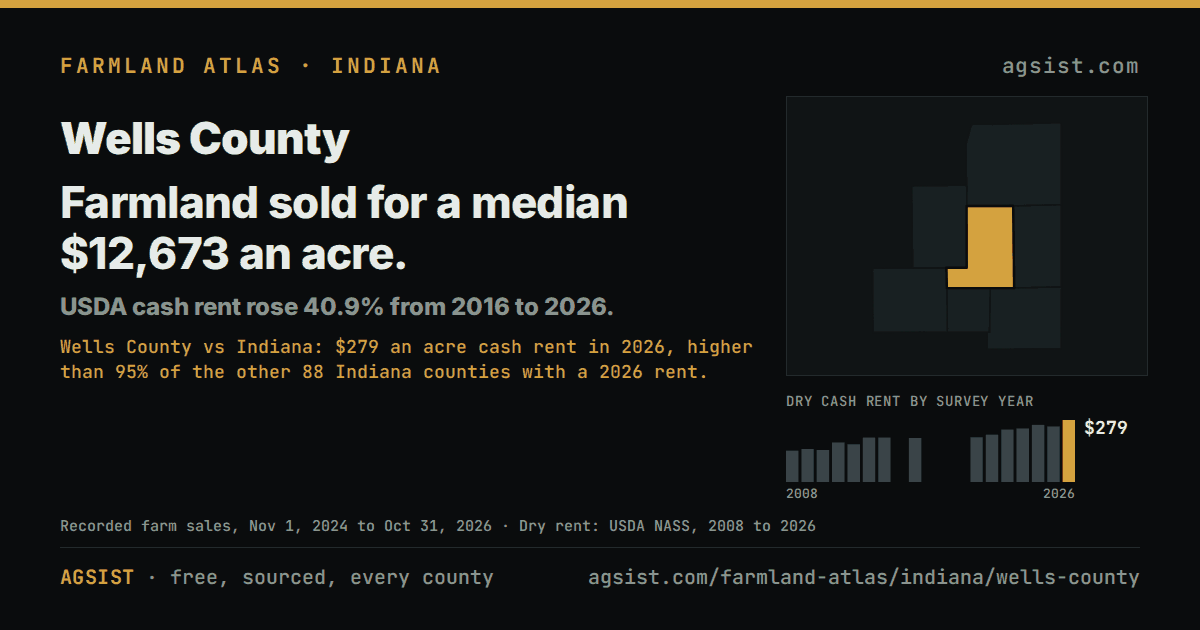 FARMLAND ATLAS · INDIANA
agsist.com
Wells County
Farmland sold for a median
$12,673 an acre.
USDA cash rent rose 40.9% from 2016 to 2026.
Wells County vs Indiana: $279 an acre cash rent in 2026, higher
than 95% of the other 88 Indiana counties with a 2026 rent.
DRY CASH RENT BY SURVEY YEAR
$279
2008
2026
Recorded farm sales, Nov 1, 2024 to Oct 31, 2026 · Dry rent: USDA NASS, 2008 to 2026
AGSIST · free, sourced, every county
agsist.com/farmland-atlas/indiana/wells-county